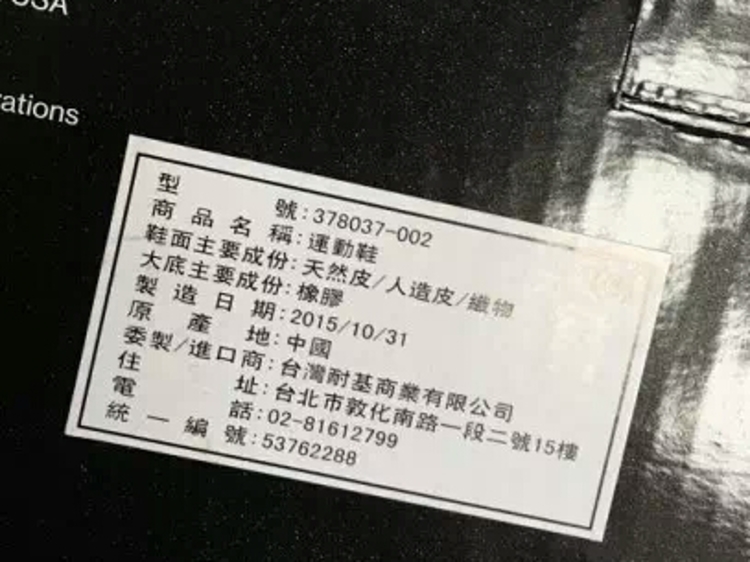 USA
rations
型號:378037-002
商品名稱:運動鞋
鞋面主要成份:天然皮/人造皮/織物
大底主要成份:橡膠
製造日期:2015/10/31
原產地:中國
委製/進口商:台灣耐基商業有限公司
住址:台北市敦化南路一段二號15樓
電話:02-81612799
統一編號:53762288